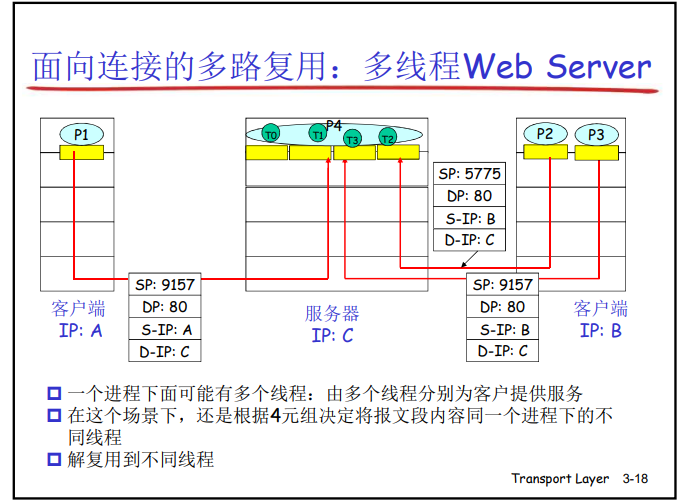 面向连接的多路复用：多线程Web Server
P1
P4
T0
T1
T3
T2
P2
P3
SP: 5775
DP: 80
S-IP: B
D-IP: C
SP: 9157
DP: 80
S-IP: A
D-IP: C
SP: 9157
DP: 80
S-IP: B
D-IP: C
客户端
IP: A
服务器
IP: C
客户端
IP: B
一个进程下面可能有多个线程：由多个线程分别为客户提供服务
在这个场景下，还是根据4元组决定将报文段内容同一个进程下的不
同线程
解复用到不同线程
Transport Layer 3-18